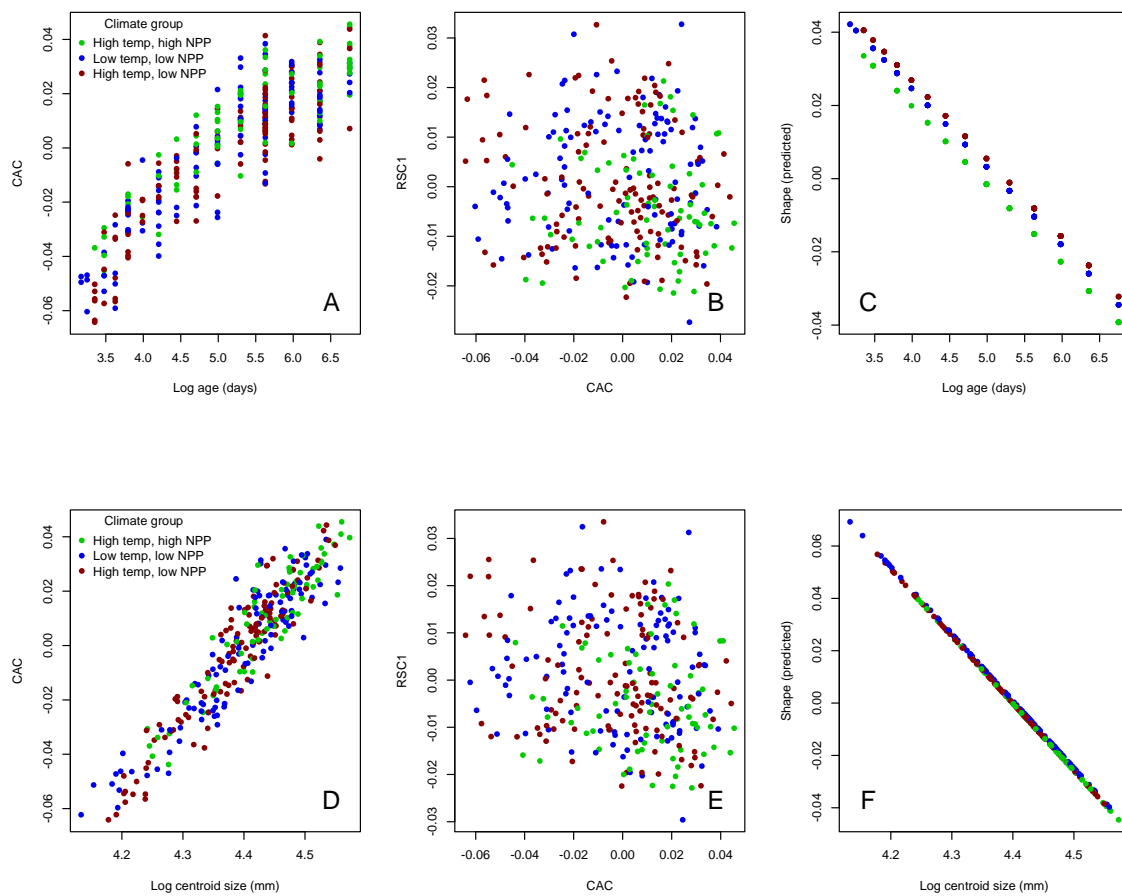 Climate group
High temp, high NPP
Low temp, low NPP
High temp, low NPP
CAC
0.04
0.02
0.00
-0.02
-0.04
-0.06
3.5 4.0 4.5 5.0 5.5 6.0 6.5
Log age (days)
A
RSC1
0.03
0.02
0.01
0.00
-0.01
-0.02
-0.06 -0.04 -0.02 0.00 0.02 0.04
CAC
B
Shape (predicted)
0.04
0.02
0.00
-0.02
-0.04
3.5 4.0 4.5 5.0 5.5 6.0 6.5
Log age (days)
C
Climate group
High temp, high NPP
Low temp, low NPP
High temp, low NPP
CAC
0.04
0.02
0.00
-0.02
-0.04
-0.06
4.2 4.3 4.4 4.5
Log centroid size (mm)
D
RSC1
0.03
0.02
0.01
0.00
-0.01
-0.02
-0.03
-0.06 -0.04 -0.02 0.00 0.02 0.04
CAC
E
Shape (predicted)
0.06
0.04
0.02
0.00
-0.02
-0.04
4.2 4.3 4.4 4.5
Log centroid size (mm)
F